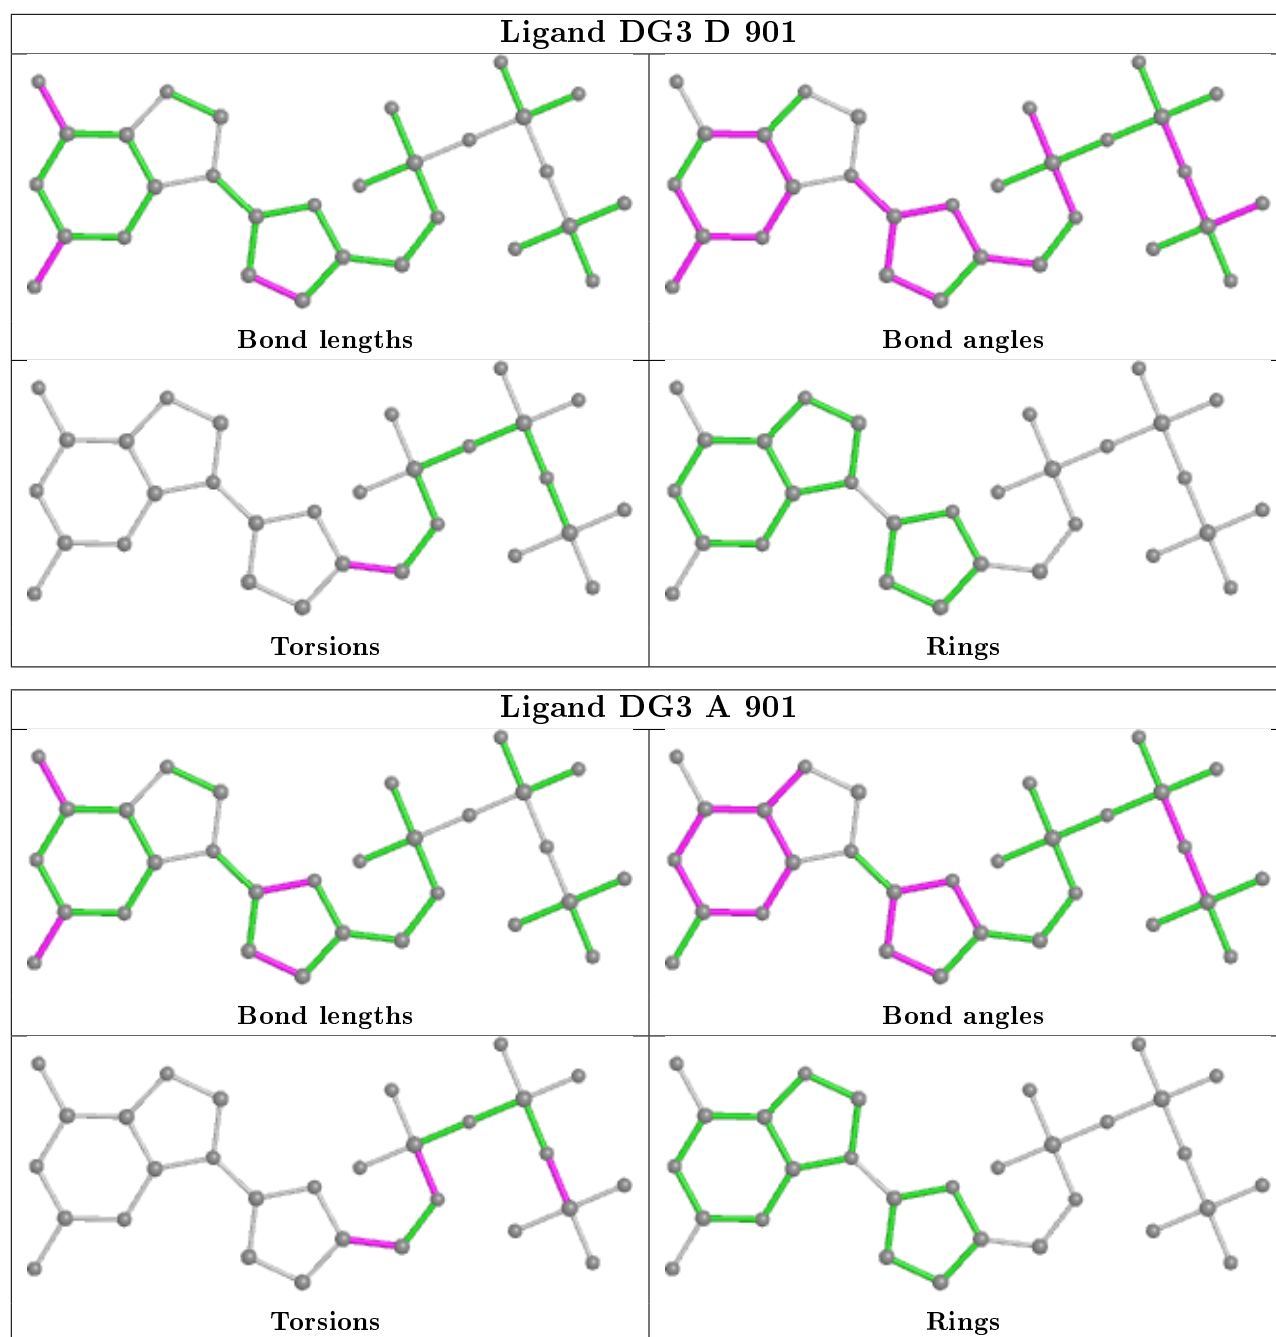 Ligand DG3 D 901
Bond lengths
Bond angles
Torsions
Rings
Ligand DG3 A 901
Bond lengths
Bond angles
Torsions
Rings